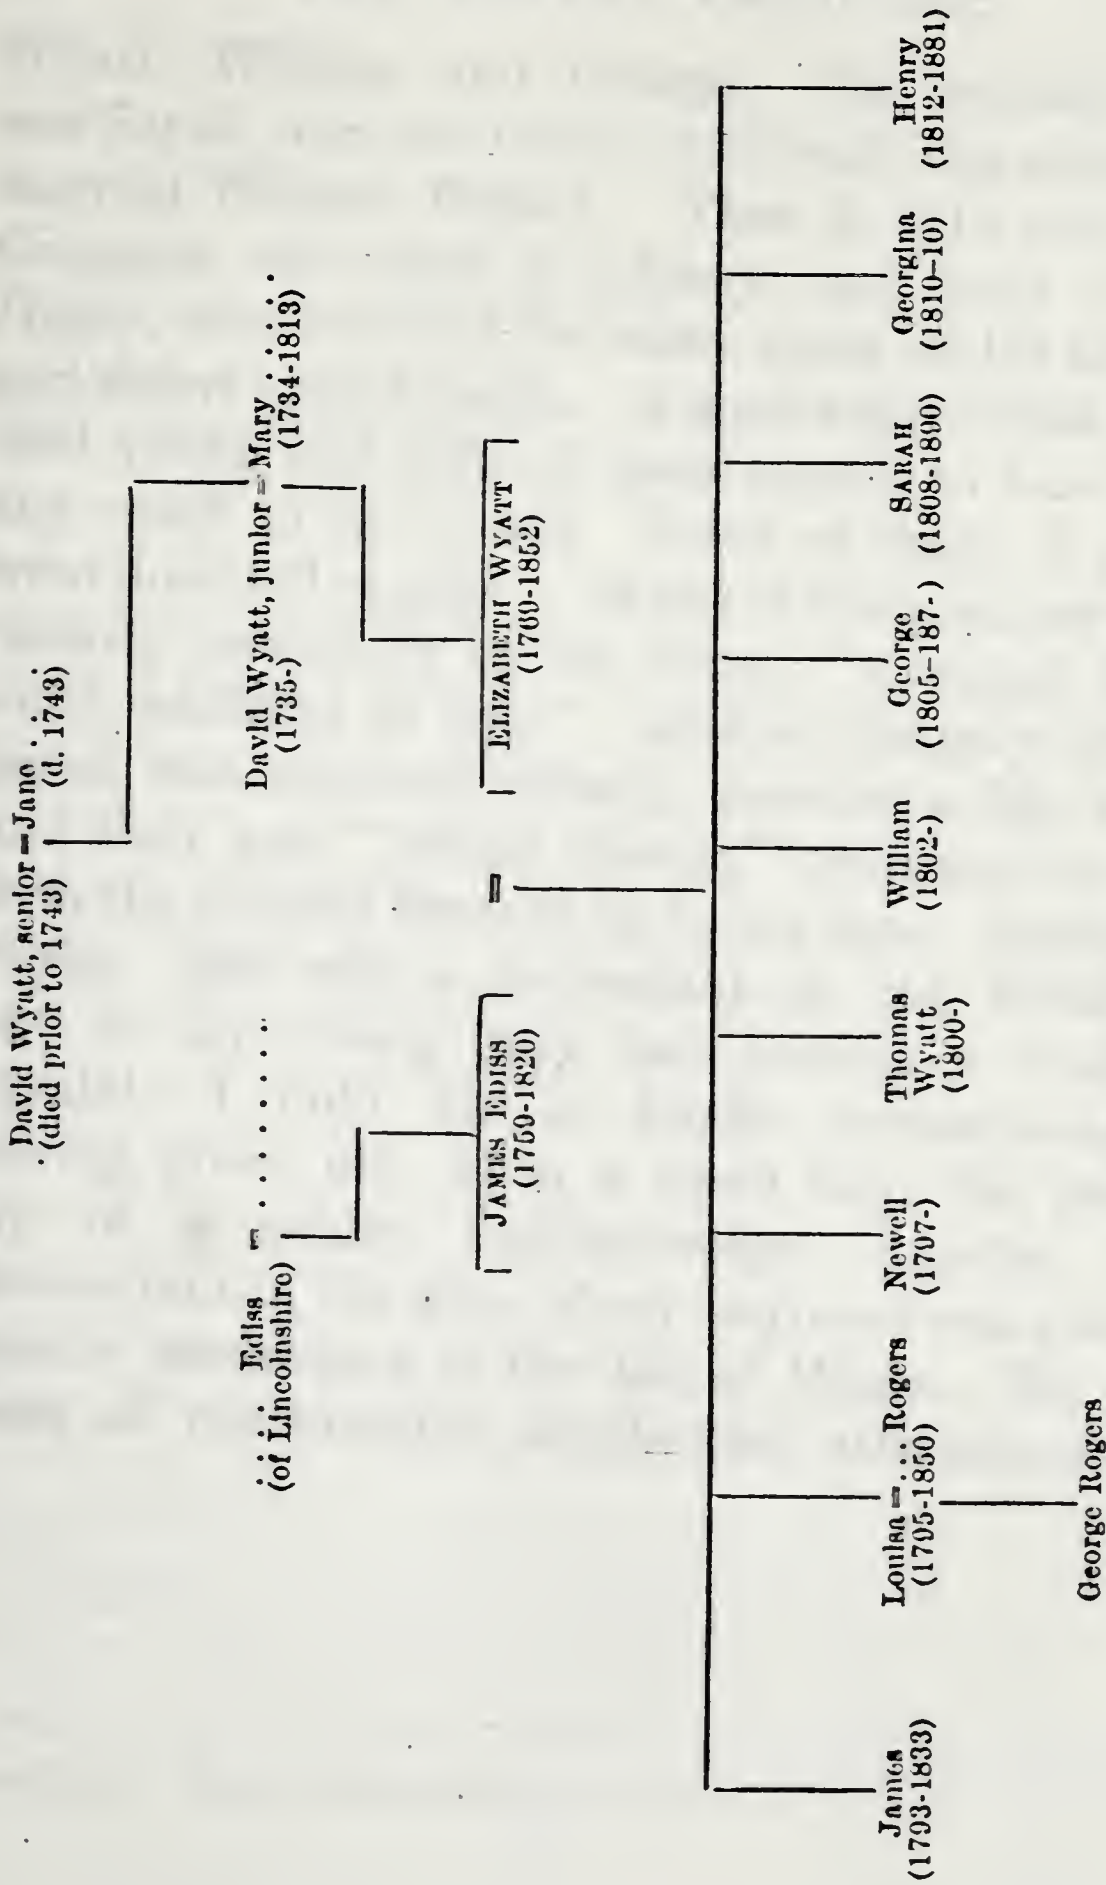 David Wyatt, senior = Jane . . .
(died prior to 1743) (d. 1743)
. . . . Ediss = . . . . . . . . .
(of Lincolnshire)
David Wyatt, junior = Mary . . . . .
(1735-) (1734-1813)
JAMES EDISS
(1759-1820)
=
ELIZABETH WYATT
(1769-1852)
James
(1793-1833)
Louisa = ... Rogers
(1795-1850)
Newell
(1797-)
Thomas
Wyatt
(1800-)
William
(1802-)
George
(1805-187-)
SARAH
(1808-1890)
Georgina
(1810-10)
Henry
(1812-1881)
George Rogers